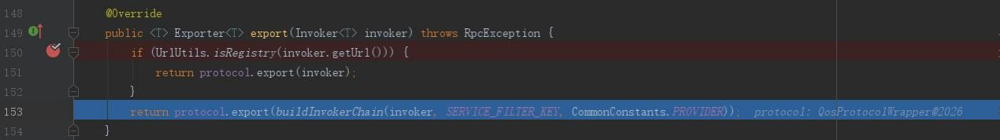 148 @Override
149 public <T> Exporter<T> export(Invoker<T> invoker) throws RpcException {
150 if (UrlUtils.isRegistry(invoker.getUrl())) {
151 return protocol.export(invoker);
152 }
153 return protocol.export(buildInvokerChain(invoker, SERVICE_FILTER_KEY, CommonConstants.PROVIDER)); protocol: QosProtocolWrapper@2026
154 }